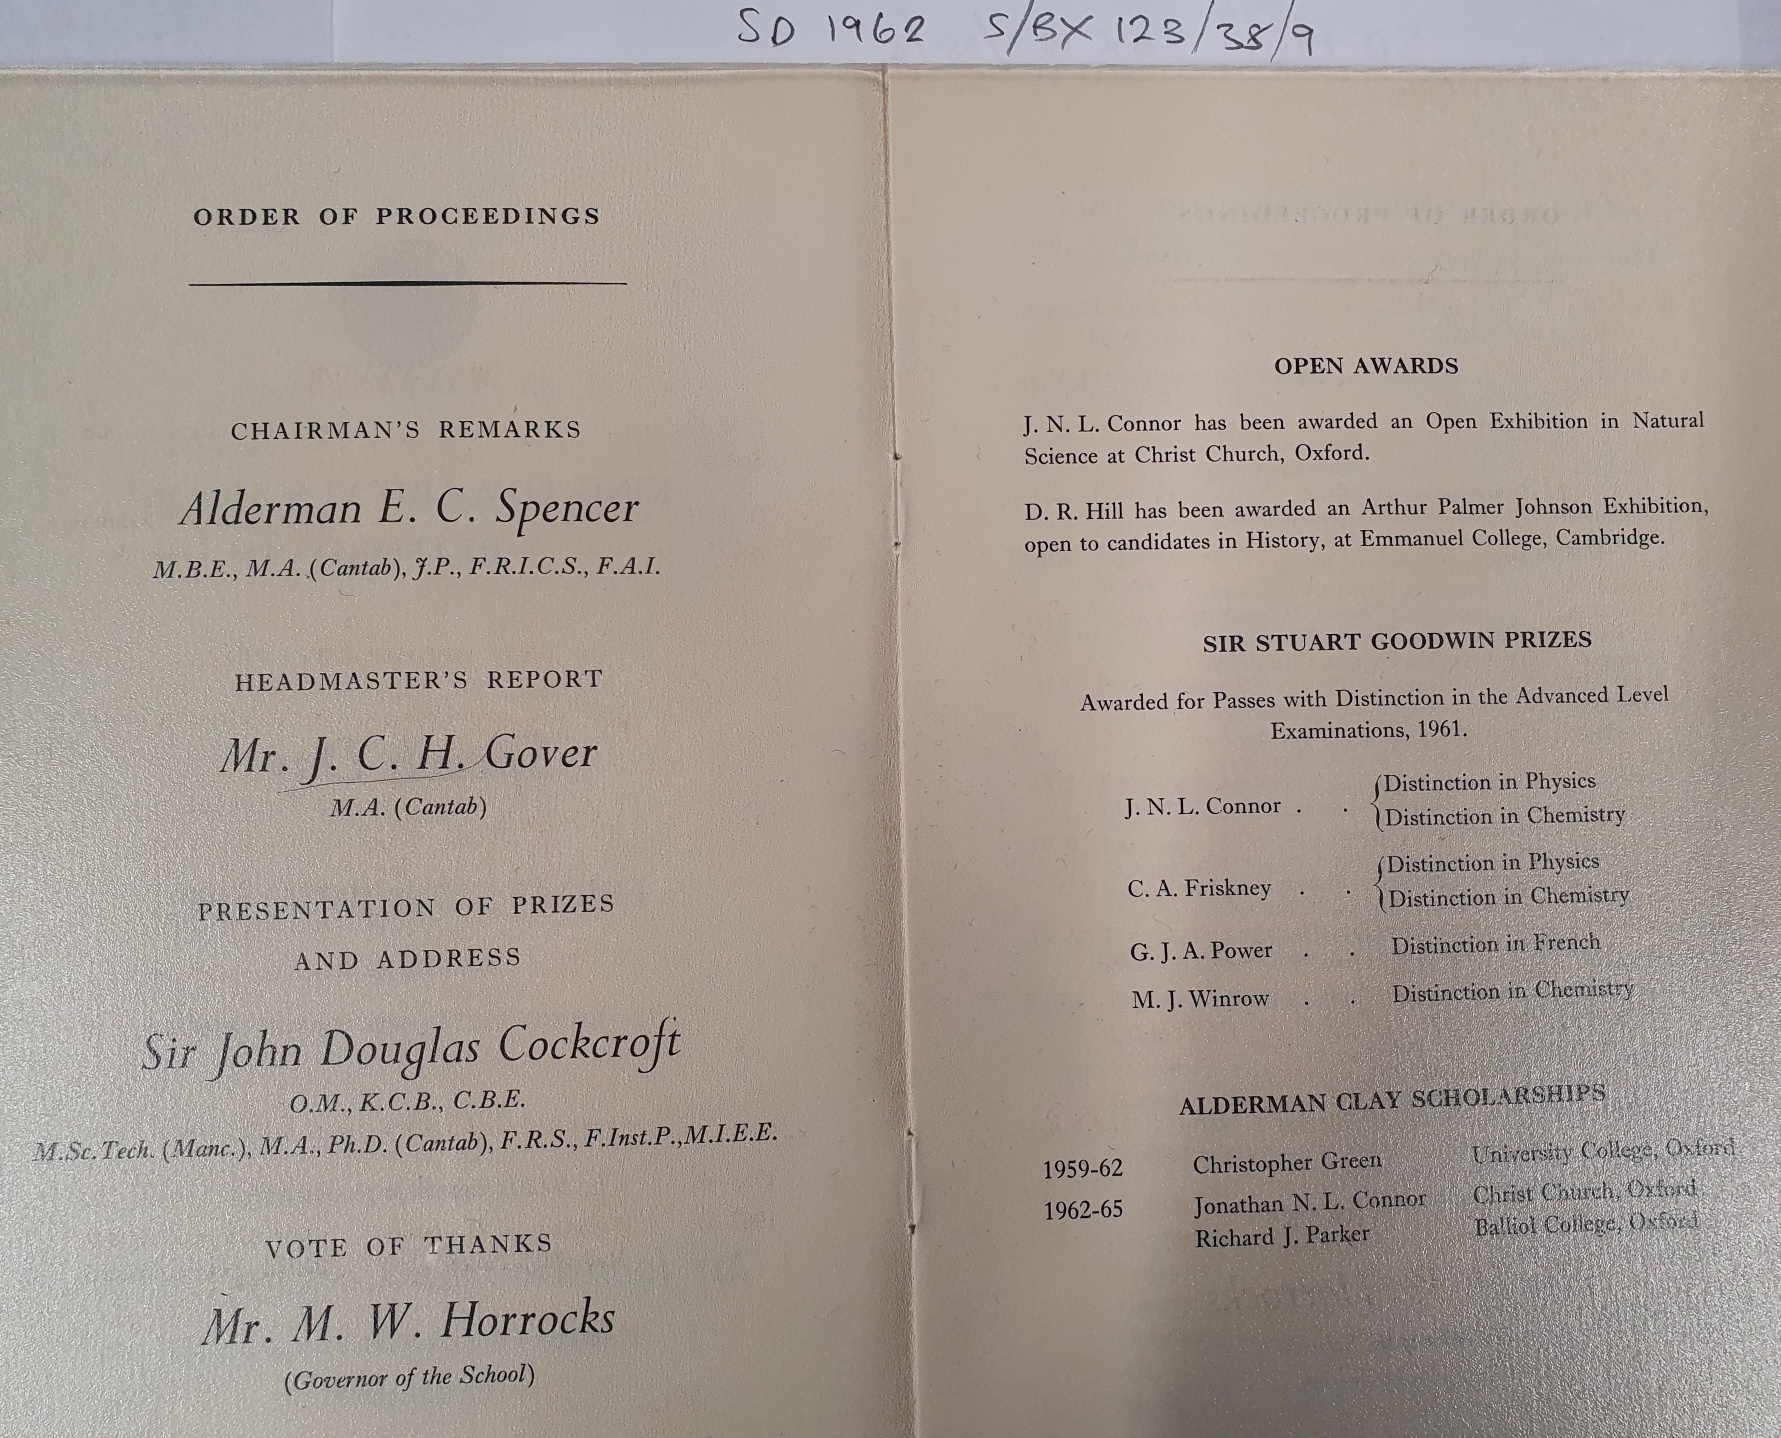 SD 1962 S/BX 123/38/9
ORDER OF PROCEEDINGS
CHAIRMAN'S REMARKS
Alderman E. C. Spencer
M.B.E., M.A. (Cantab), J.P., F.R.I.C.S., F.A.I.
HEADMASTER'S REPORT
Mr. J. C. H. Gover
M.A. (Cantab)
PRESENTATION OF PRIZES
AND ADDRESS
Sir John Douglas Cockcroft
O.M., K.C.B., C.B.E.
M.Sc.Tech. (Manc.), M.A., Ph.D. (Cantab), F.R.S., F.Inst.P.,M.I.E.E.
VOTE OF THANKS
Mr. M. W. Horrocks
(Governor of the School)
OPEN AWARDS
J. N. L. Connor has been awarded an Open Exhibition in Natural
Science at Christ Church, Oxford.
D. R. Hill has been awarded an Arthur Palmer Johnson Exhibition,
open to candidates in History, at Emmanuel College, Cambridge.
SIR STUART GOODWIN PRIZES
Awarded for Passes with Distinction in the Advanced Level
Examinations, 1961.
J. N. L. Connor . . {Distinction in Physics
Distinction in Chemistry
C. A. Friskney . . {Distinction in Physics
Distinction in Chemistry
G. J. A. Power . . Distinction in French
M. J. Winrow . . Distinction in Chemistry
ALDERMAN CLAY SCHOLARSHIPS
1959-62 Christopher Green University College, Oxford
1962-65 Jonathan N. L. Connor Christ Church, Oxford
Richard J. Parker Balliol College, Oxford